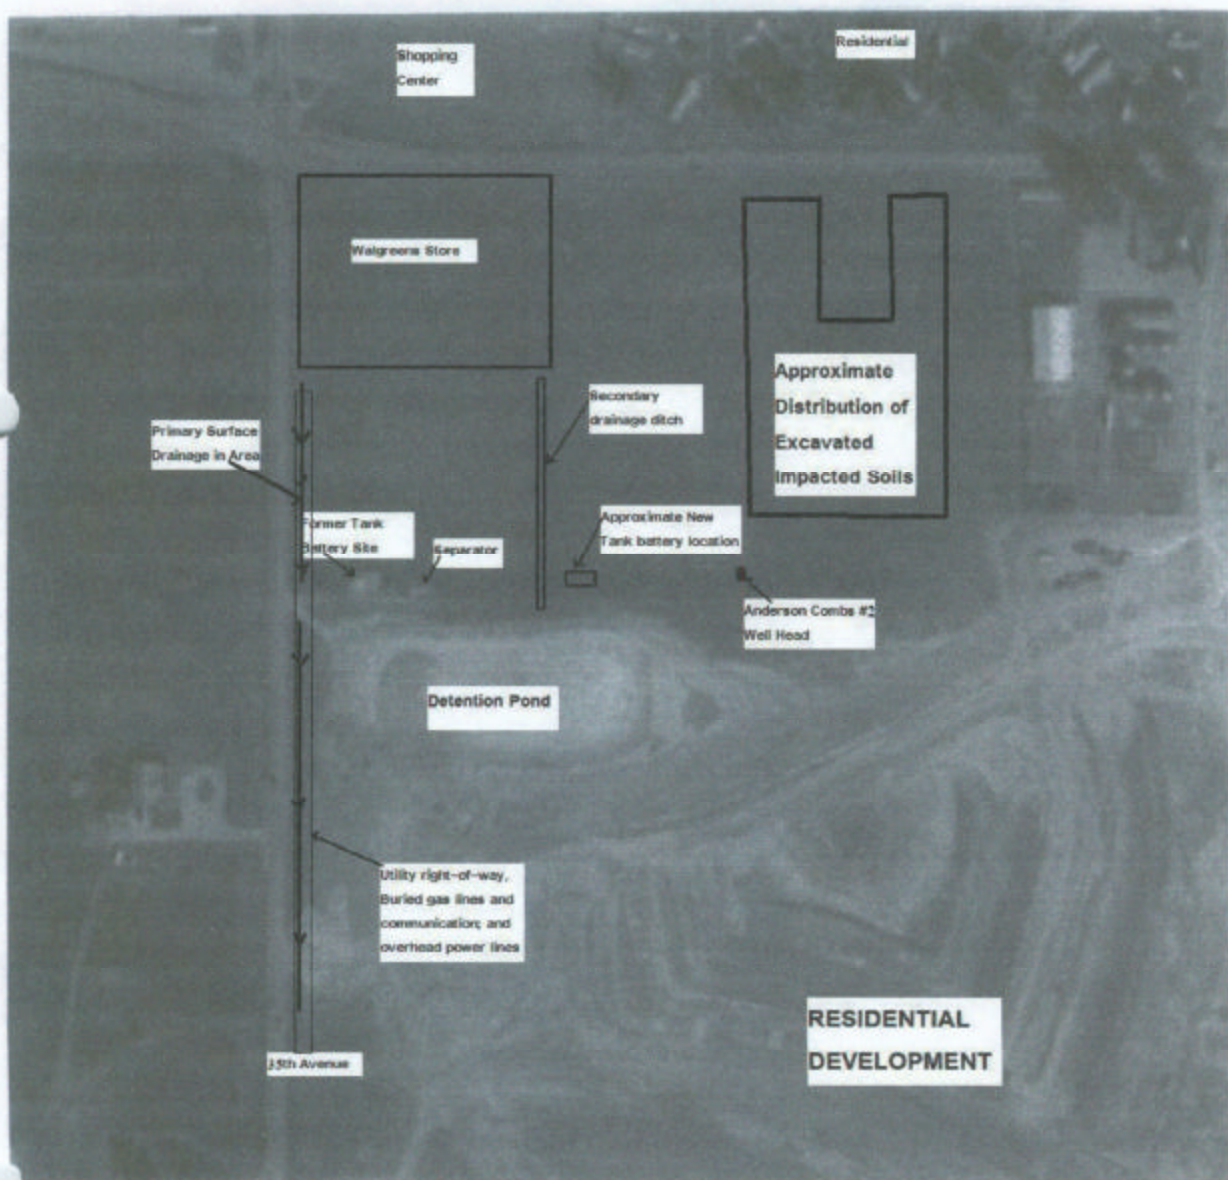 Shopping
Center
Residential
Walgreens Store
Approximate
Distribution of
Excavated
Impacted Soils
Secondary
drainage ditch
Primary Surface
Drainage in Area
Former Tank
Battery Site
Separator
Approximate New
Tank battery location
Anderson Combs #2
Well Head
Detention Pond
Utility right-of-way,
Buried gas lines and
communication; and
overhead power lines
RESIDENTIAL
DEVELOPMENT
35th Avenue